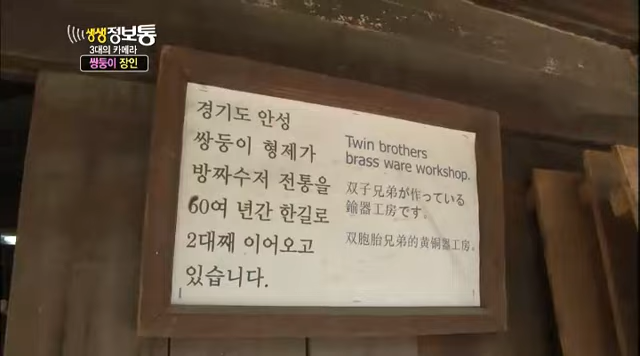 생생정보통
3대의 카메라
쌍둥이 장인
경기도 안성
쌍둥이 형제가
방짜수저 전통을
60여 년간 한길로
2대째 이어오고
있습니다.
Twin brothers
brass ware workshop.
双子兄弟が作っている
鍮器工房です。
双胞胎兄弟的黄铜器工房。